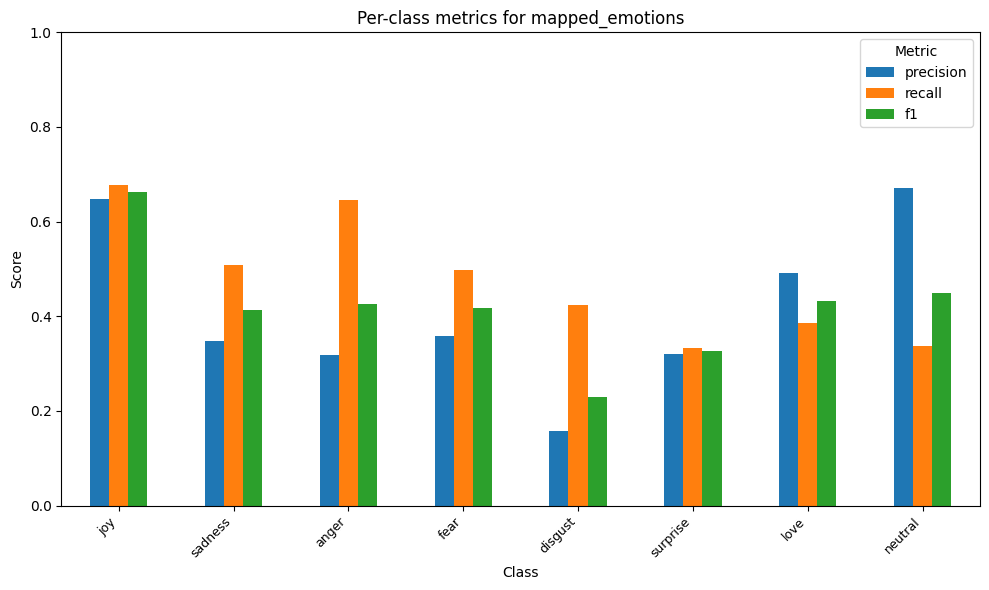 Per-class metrics for mapped_emotions
Metric
precision
recall
f1
Score
1.0
0.8
0.6
0.4
0.2
0.0
joy
sadness
anger
fear
disgust
surprise
love
neutral
Class